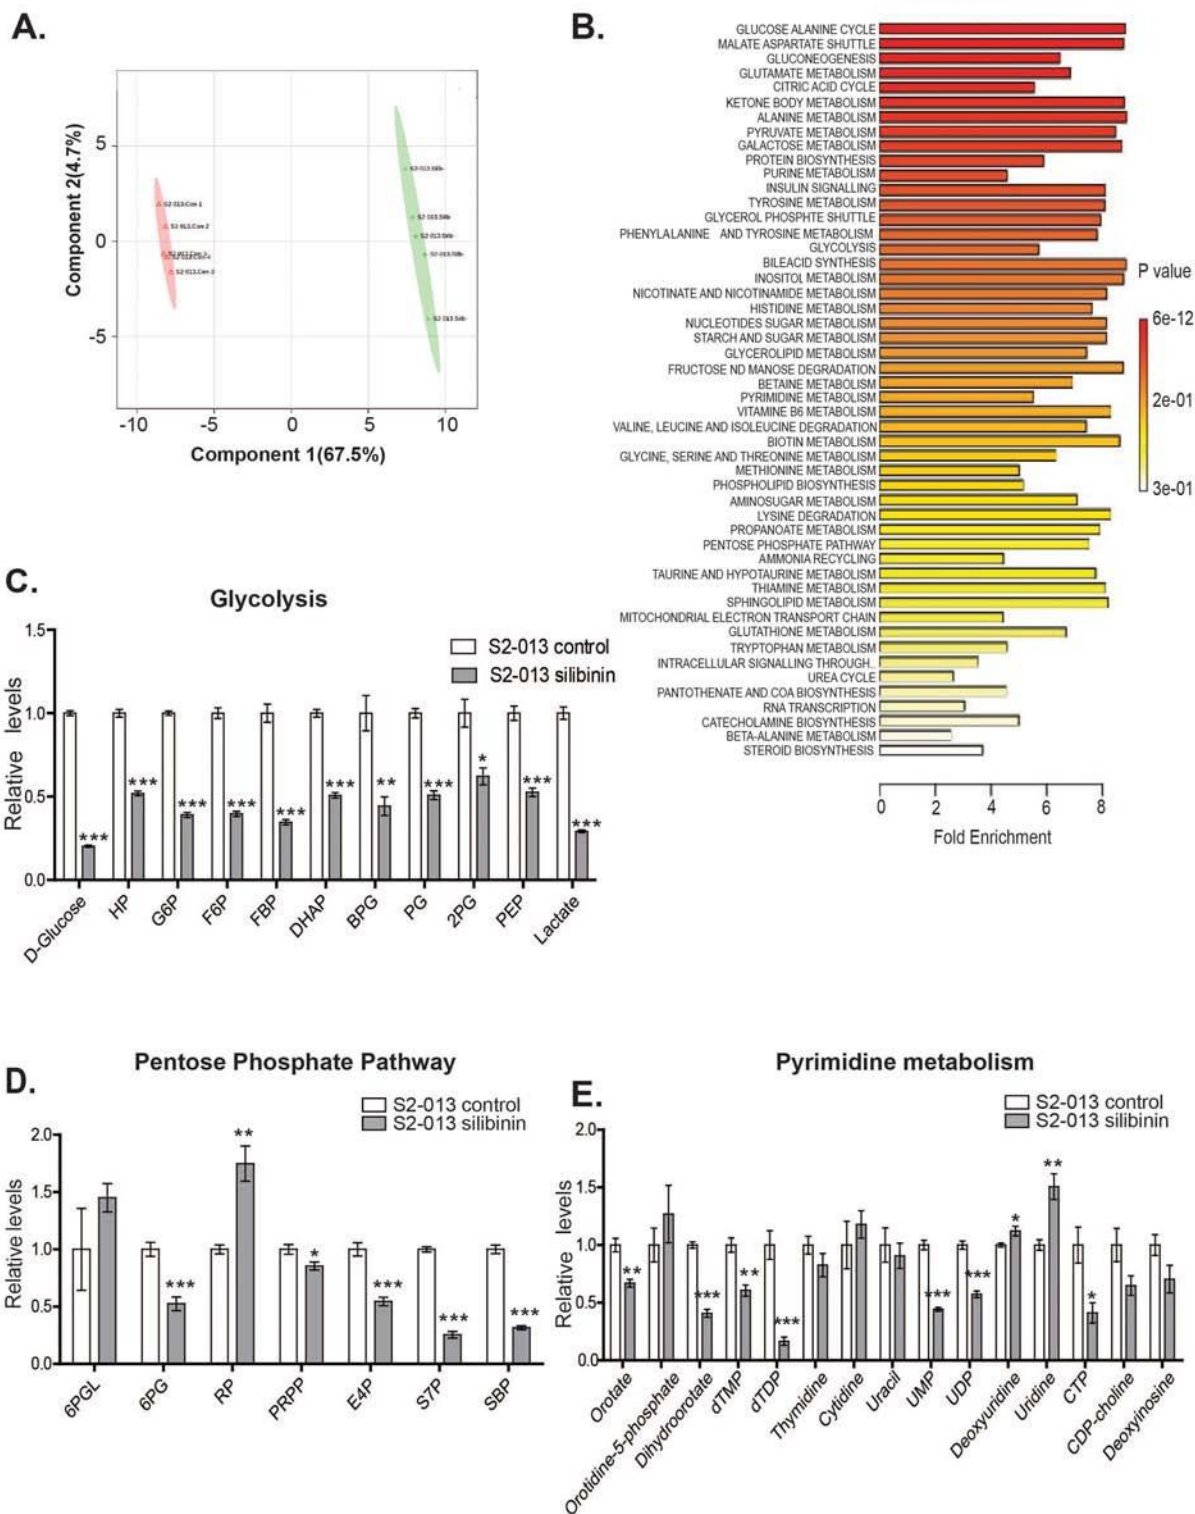 A.
Component 2(4.7%)
5
0
-5
S2-013.Con-1
S2-013.Con-2
S2-013.Con-3
-10
-5
0
5
10
Component 1(67.5%)
B.
GLUCOSE ALANINE CYCLE
MALATE ASPARTATE SHUTTLE
GLUCONEOGENESIS
GLUTAMATE METABOLISM
CITRIC ACID CYCLE
KETONE BODY METABOLISM
ALANINE METABOLISM
PYRUVATE METABOLISM
GALACTOSE METABOLISM
PROTEIN BIOSYNTHESIS
PURINE METABOLISM
INSULIN SIGNALLING
TYROSINE METABOLISM
GLYCEROL PHOSPHTE SHUTTLE
PHENYLALANINE AND TYROSINE METABOLISM
GLYCOLYSIS
BILEACID SYNTHESIS
INOSITOL METABOLISM
NICOTINATE AND NICOTINAMIDE METABOLISM
HISTIDINE METABOLISM
NUCLEOTIDES SUGAR METABOLISM
STARCH AND SUGAR METABOLISM
GLYCEROLIPID METABOLISM
FRUCTOSE ND MANOSE DEGRADATION
BETAINE METABOLISM
PYRIMIDINE METABOLISM
VITAMINE B6 METABOLISM
VALINE, LEUCINE AND ISOLEUCINE DEGRADATION
BIOTIN METABOLISM
GLYCINE, SERINE AND THREONINE METABOLISM
METHIONINE METABOLISM
PHOSPHOLIPID BIOSYNTHESIS
AMINOSUGAR METABOLISM
LYSINE DEGRADATION
PROPANOATE METABOLISM
PENTOSE PHOSPHATE PATHWAY
AMMONIA RECYCLING
TAURINE AND HYPOTAURINE METABOLISM
THIAMINE METABOLISM
SPHINGOLIPID METABOLISM
MITOCHONDRIAL ELECTRON TRANSPORT CHAIN
GLUTATHIONE METABOLISM
TRYPTOPHAN METABOLISM
INTRACELLULAR SIGNALLING THROUGH..
UREA CYCLE
PANTOTHENATE AND COA BIOSYNTHESIS
RNA TRANSCRIPTION
CATECHOLAMINE BIOSYNTHESIS
BETA-ALANINE METABOLISM
STEROID BIOSYNTHESIS
0 2 4 6 8
Fold Enrichment
P value
6e-12
2e-01
3e-01
C.
Glycolysis
S2-013 control
S2-013 silibinin
Relative levels
1.5
1.0
0.5
0.0
*** *** *** *** *** *** ** *** * *** ***
D-Glucose
HP
G6P
F6P
FBP
DHAP
BPG
PG
2PG
PEP
Lactate
D.
Pentose Phosphate Pathway
S2-013 control
S2-013 silibinin
Relative levels
2.0
1.5
1.0
0.5
0.0
*** ** * *** *** ***
6PGL
6PG
RP
PRPP
E4P
S7P
SBP
E.
Pyrimidine metabolism
S2-013 control
S2-013 silibinin
Relative levels
2.0
1.5
1.0
0.5
0.0
** *** ** *** *** *** * ** *
Orotate
Orotidine-5-phosphate
Dihydroorotate
dTMP
dTDP
Thymidine
Cytidine
Uracil
UMP
UDP
Deoxyuridine
Uridine
CTP
CDP-choline
Deoxyinosine